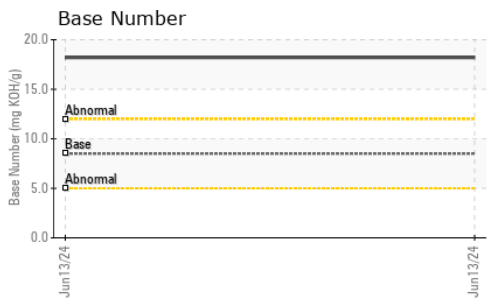 Base Number
Base Number (mg KOH/g)
20.0
15.0
Abnormal
10.0
Base
Abnormal
5.0
0.0
Jun13/24
Jun13/24